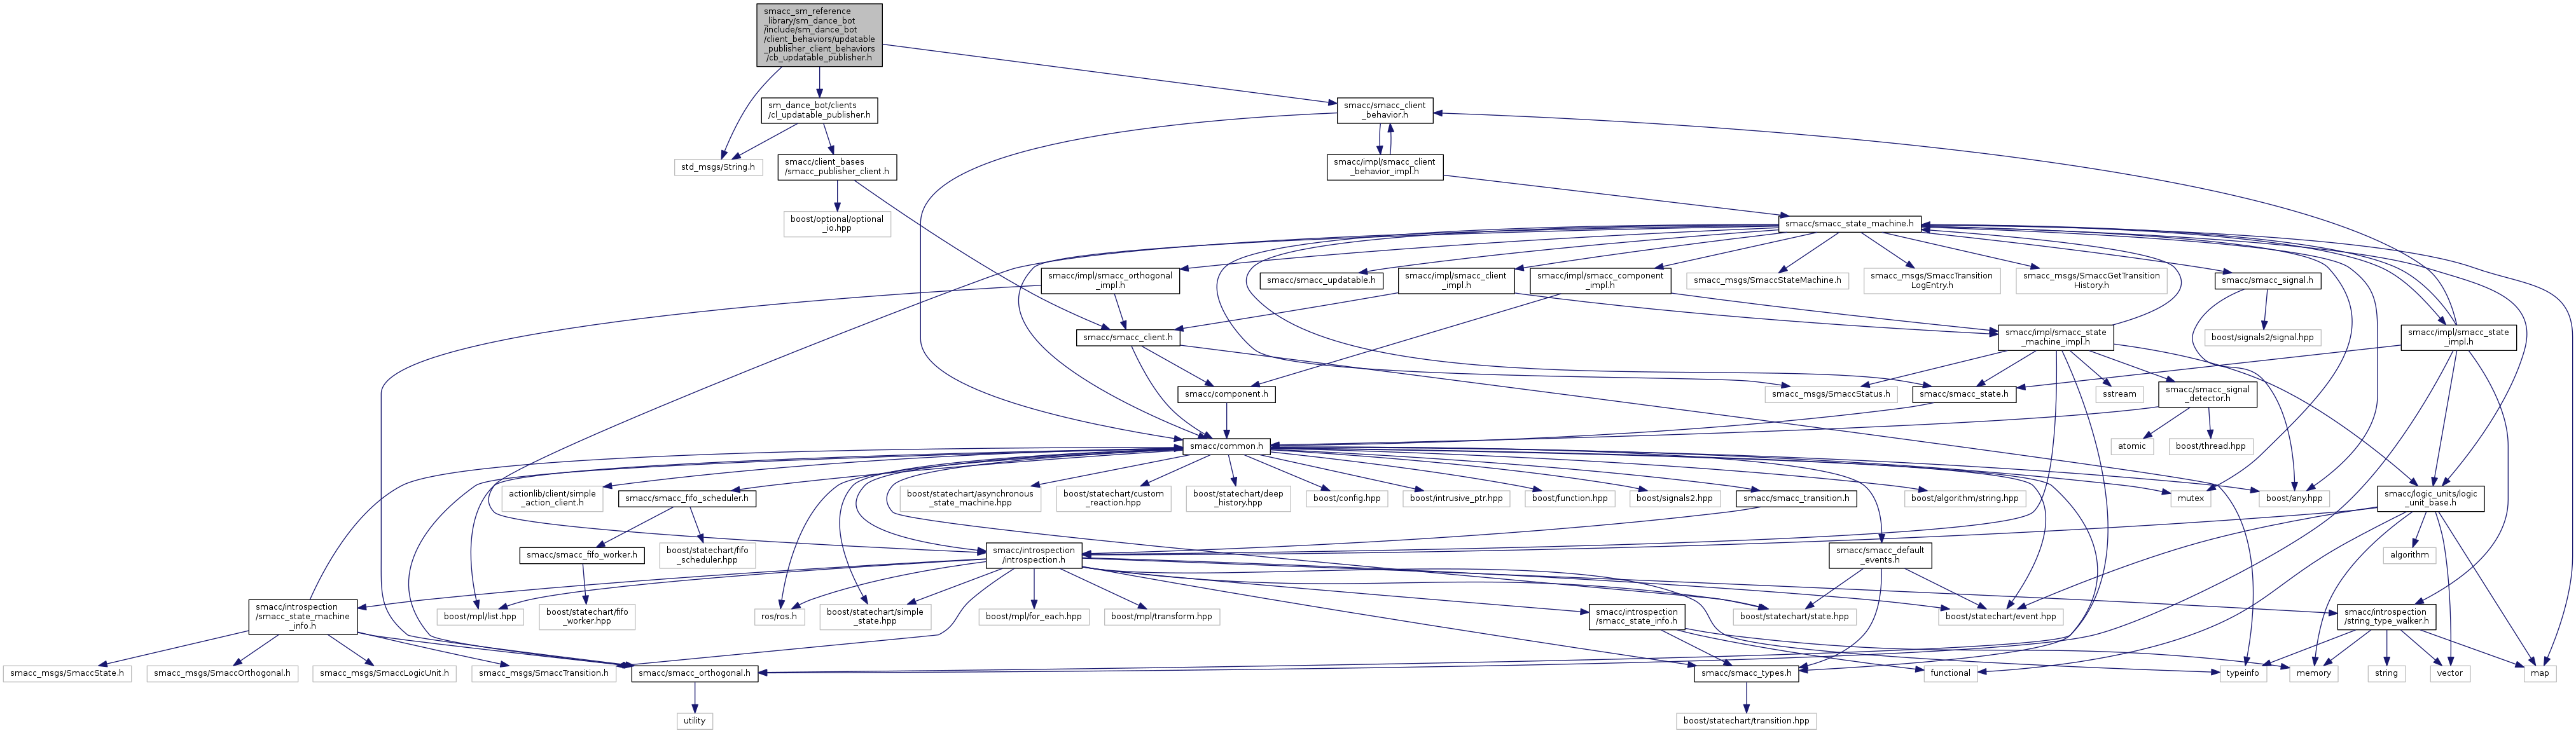 smacc_sm_reference
_library/sm_dance_bot
/include/sm_dance_bot
/client_behaviors/updatable
_publisher_client_behaviors
/cb_updatable_publisher.h
sm_dance_bot/clients
/cl_updatable_publisher.h
smacc/smacc_client
_behavior.h
std_msgs/String.h
smacc/client_bases
/smacc_publisher_client.h
smacc/impl/smacc_client
_behavior_impl.h
boost/optional/optional
_io.hpp
smacc/smacc_state_machine.h
smacc/impl/smacc_orthogonal
_impl.h
smacc/smacc_updatable.h
smacc/impl/smacc_client
_impl.h
smacc/impl/smacc_component
_impl.h
smacc_msgs/SmaccStateMachine.h
smacc_msgs/SmaccTransition
LogEntry.h
smacc_msgs/SmaccGetTransition
History.h
smacc/smacc_signal.h
smacc/smacc_client.h
smacc/impl/smacc_state
_machine_impl.h
boost/signals2/signal.hpp
smacc/impl/smacc_state
_impl.h
smacc/component.h
smacc_msgs/SmaccStatus.h
smacc/smacc_state.h
sstream
smacc/smacc_signal
_detector.h
smacc/common.h
atomic
boost/thread.hpp
actionlib/client/simple
_action_client.h
smacc/smacc_fifo_scheduler.h
boost/statechart/asynchronous
_state_machine.hpp
boost/statechart/custom
_reaction.hpp
boost/statechart/deep
_history.hpp
boost/config.hpp
boost/intrusive_ptr.hpp
boost/function.hpp
boost/signals2.hpp
smacc/smacc_transition.h
boost/algorithm/string.hpp
mutex
boost/any.hpp
smacc/logic_units/logic
_unit_base.h
smacc/smacc_fifo_worker.h
boost/statechart/fifo
_scheduler.hpp
smacc/introspection
/introspection.h
smacc/smacc_default
_events.h
algorithm
smacc/introspection
/smacc_state_machine
_info.h
boost/mpl/list.hpp
boost/statechart/fifo
_worker.hpp
ros/ros.h
boost/statechart/simple
_state.hpp
boost/mpl/for_each.hpp
boost/mpl/transform.hpp
smacc/introspection
/smacc_state_info.h
boost/statechart/state.hpp
boost/statechart/event.hpp
smacc/introspection
/string_type_walker.h
smacc_msgs/SmaccState.h
smacc_msgs/SmaccOrthogonal.h
smacc_msgs/SmaccLogicUnit.h
smacc_msgs/SmaccTransition.h
smacc/smacc_orthogonal.h
smacc/smacc_types.h
functional
typeinfo
memory
string
vector
map
utility
boost/statechart/transition.hpp